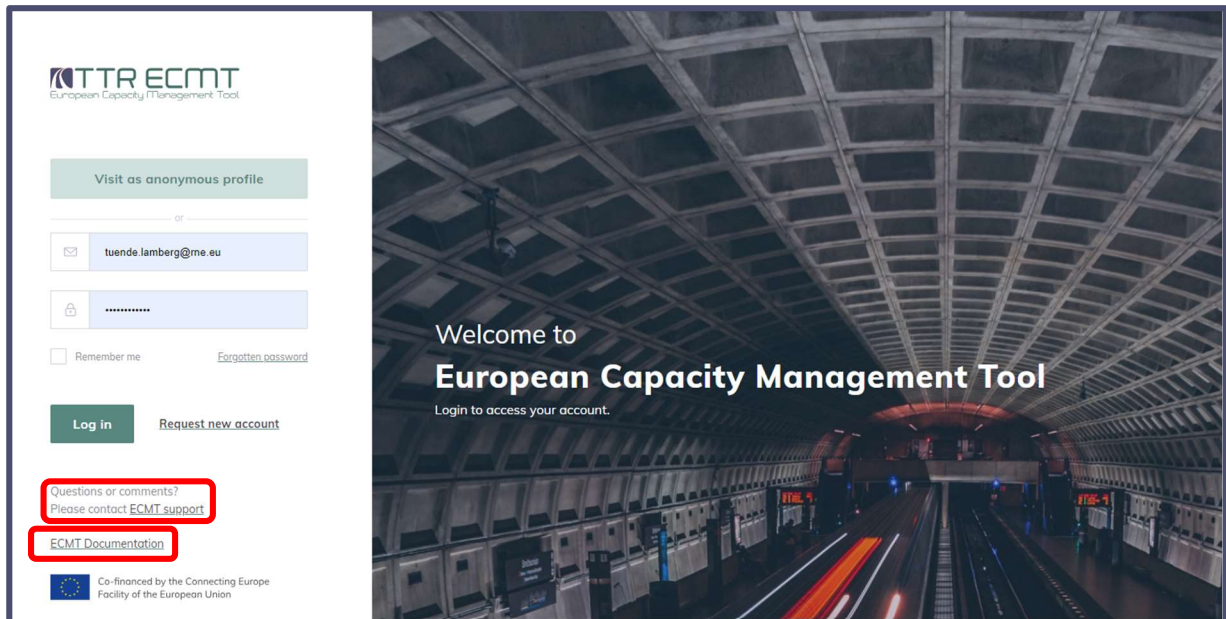 TTR ECMT
European Capacity Management Tool
Visit as anonymous profile
or
tuende.lamberg@rne.eu
••••••••••••
Remember me
Forgotten password
Log in
Request new account
Questions or comments?
Please contact ECMT support
ECMT Documentation
Co-financed by the Connecting Europe
Facility of the European Union
Welcome to
European Capacity Management Tool
Login to access your account.